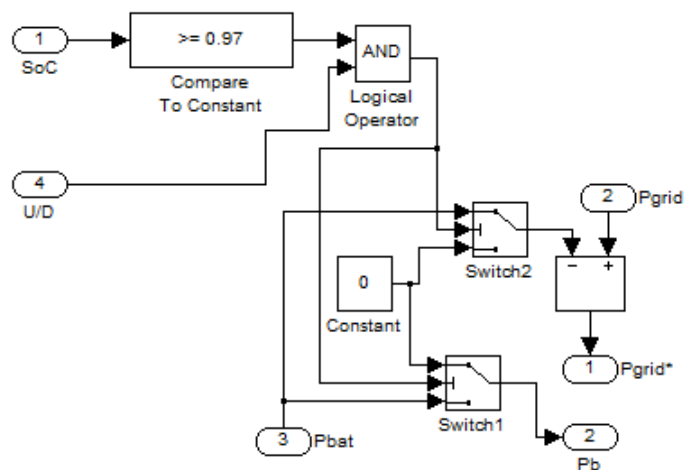 1
SoC
>= 0.97
Compare
To Constant
AND
Logical
Operator
4
U/D
2
Pgrid
Switch2
− +
0
Constant
1
Pgrid*
Switch1
3
Pbat
2
Pb